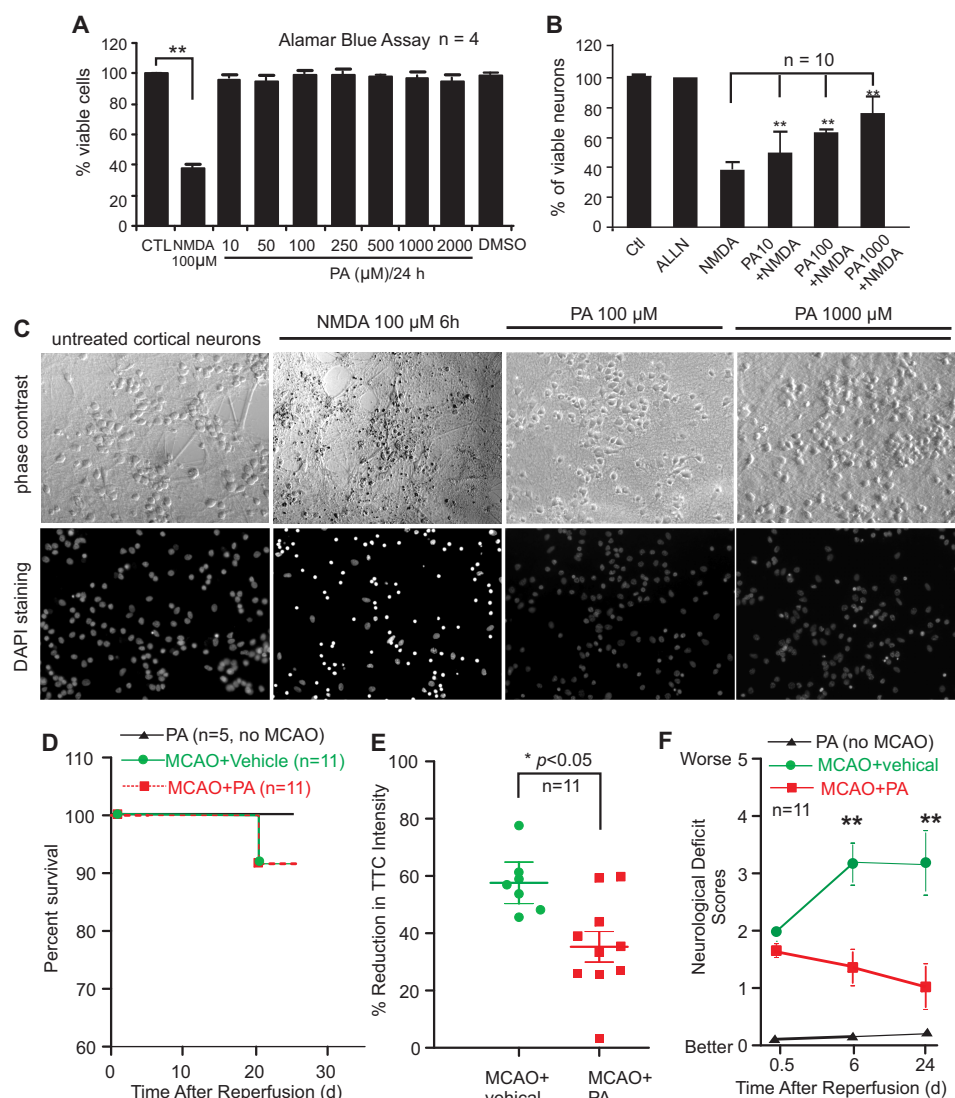 A
Alamar Blue Assay n = 4
% viable cells
120
100
80
60
40
20
0
**
CTL NMDA 100µM 10 50 100 250 500 1000 2000 DMSO
PA (µM)/24 h
B
n = 10
% of viable neurons
120
100
80
60
40
20
0
** ** **
Ctl
ALLN
NMDA
PA10 +NMDA
PA100 +NMDA
PA1000 +NMDA
C
untreated cortical neurons
NMDA 100 µM 6h
PA 100 µM
PA 1000 µM
phase contrast
DAPI staining
D
PA (n=5, no MCAO)
MCAO+Vehicle (n=11)
MCAO+PA (n=11)
Percent survival
110
100
90
80
70
60
0 10 20 30
Time After Reperfusion (d)
E
* p<0.05
n=11
% Reduction in TTC Intensity
100
80
60
40
20
0
MCAO+ vehical
MCAO+ PA
F
PA (no MCAO)
MCAO+vehical
MCAO+PA
n=11
** **
Neurological Deficit
Scores
Worse
5
4
3
2
1
0
Better
0.5 6 24
Time After Reperfusion (d)